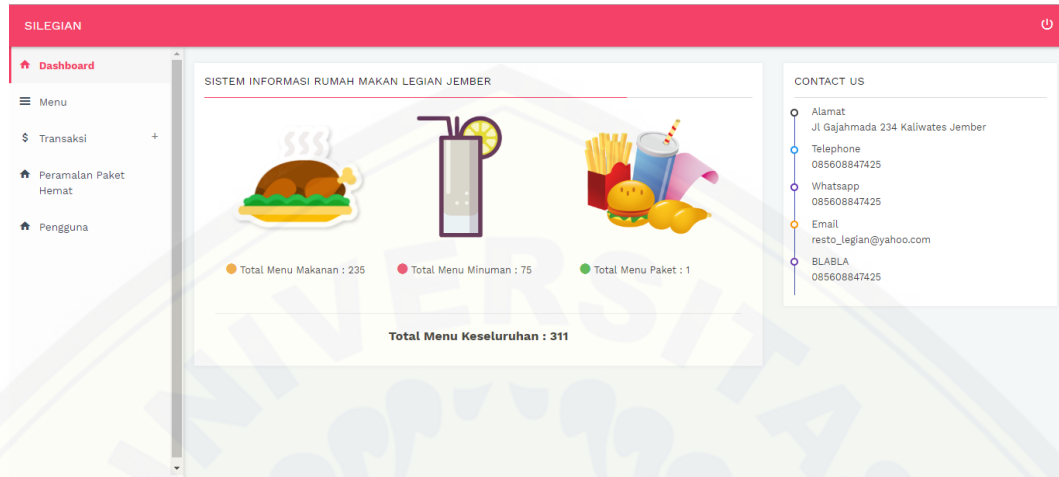 SILEGIAN
Dashboard
Menu
Transaksi +
Peramalan Paket
Hemat
Pengguna
SISTEM INFORMASI RUMAH MAKAN LEGIAN JEMBER
Total Menu Makanan : 235
Total Menu Minuman : 75
Total Menu Paket : 1
Total Menu Keseluruhan : 311
CONTACT US
Alamat
Jl Gajahmada 234 Kaliwates Jember
Telephone
085608847425
Whatsapp
085608847425
Email
resto_legian@yahoo.com
BLABLA
085608847425
UNIVERSITAS